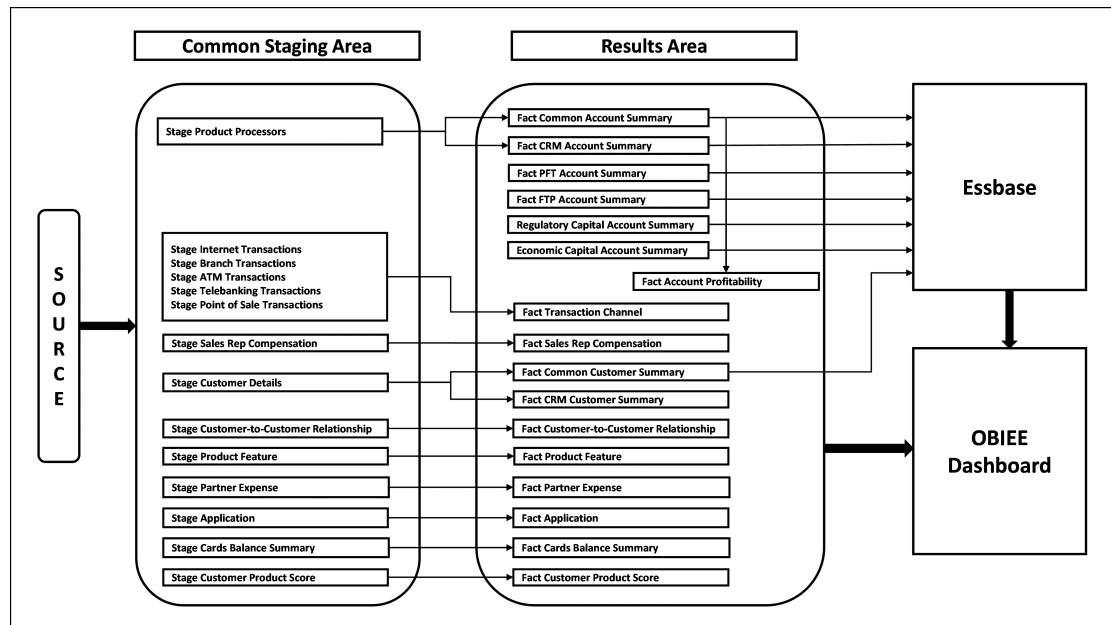 Common Staging Area
Results Area
SOURCE
Stage Product Processors
Stage Internet Transactions
Stage Branch Transactions
Stage ATM Transactions
Stage Telebanking Transactions
Stage Point of Sale Transactions
Stage Sales Rep Compensation
Stage Customer Details
Stage Customer-to-Customer Relationship
Stage Product Feature
Stage Partner Expense
Stage Application
Stage Cards Balance Summary
Stage Customer Product Score
Fact Common Account Summary
Fact CRM Account Summary
Fact PFT Account Summary
Fact FTP Account Summary
Regulatory Capital Account Summary
Economic Capital Account Summary
Fact Account Profitability
Fact Transaction Channel
Fact Sales Rep Compensation
Fact Common Customer Summary
Fact CRM Customer Summary
Fact Customer-to-Customer Relationship
Fact Product Feature
Fact Partner Expense
Fact Application
Fact Cards Balance Summary
Fact Customer Product Score
Essbase
OBIEE
Dashboard